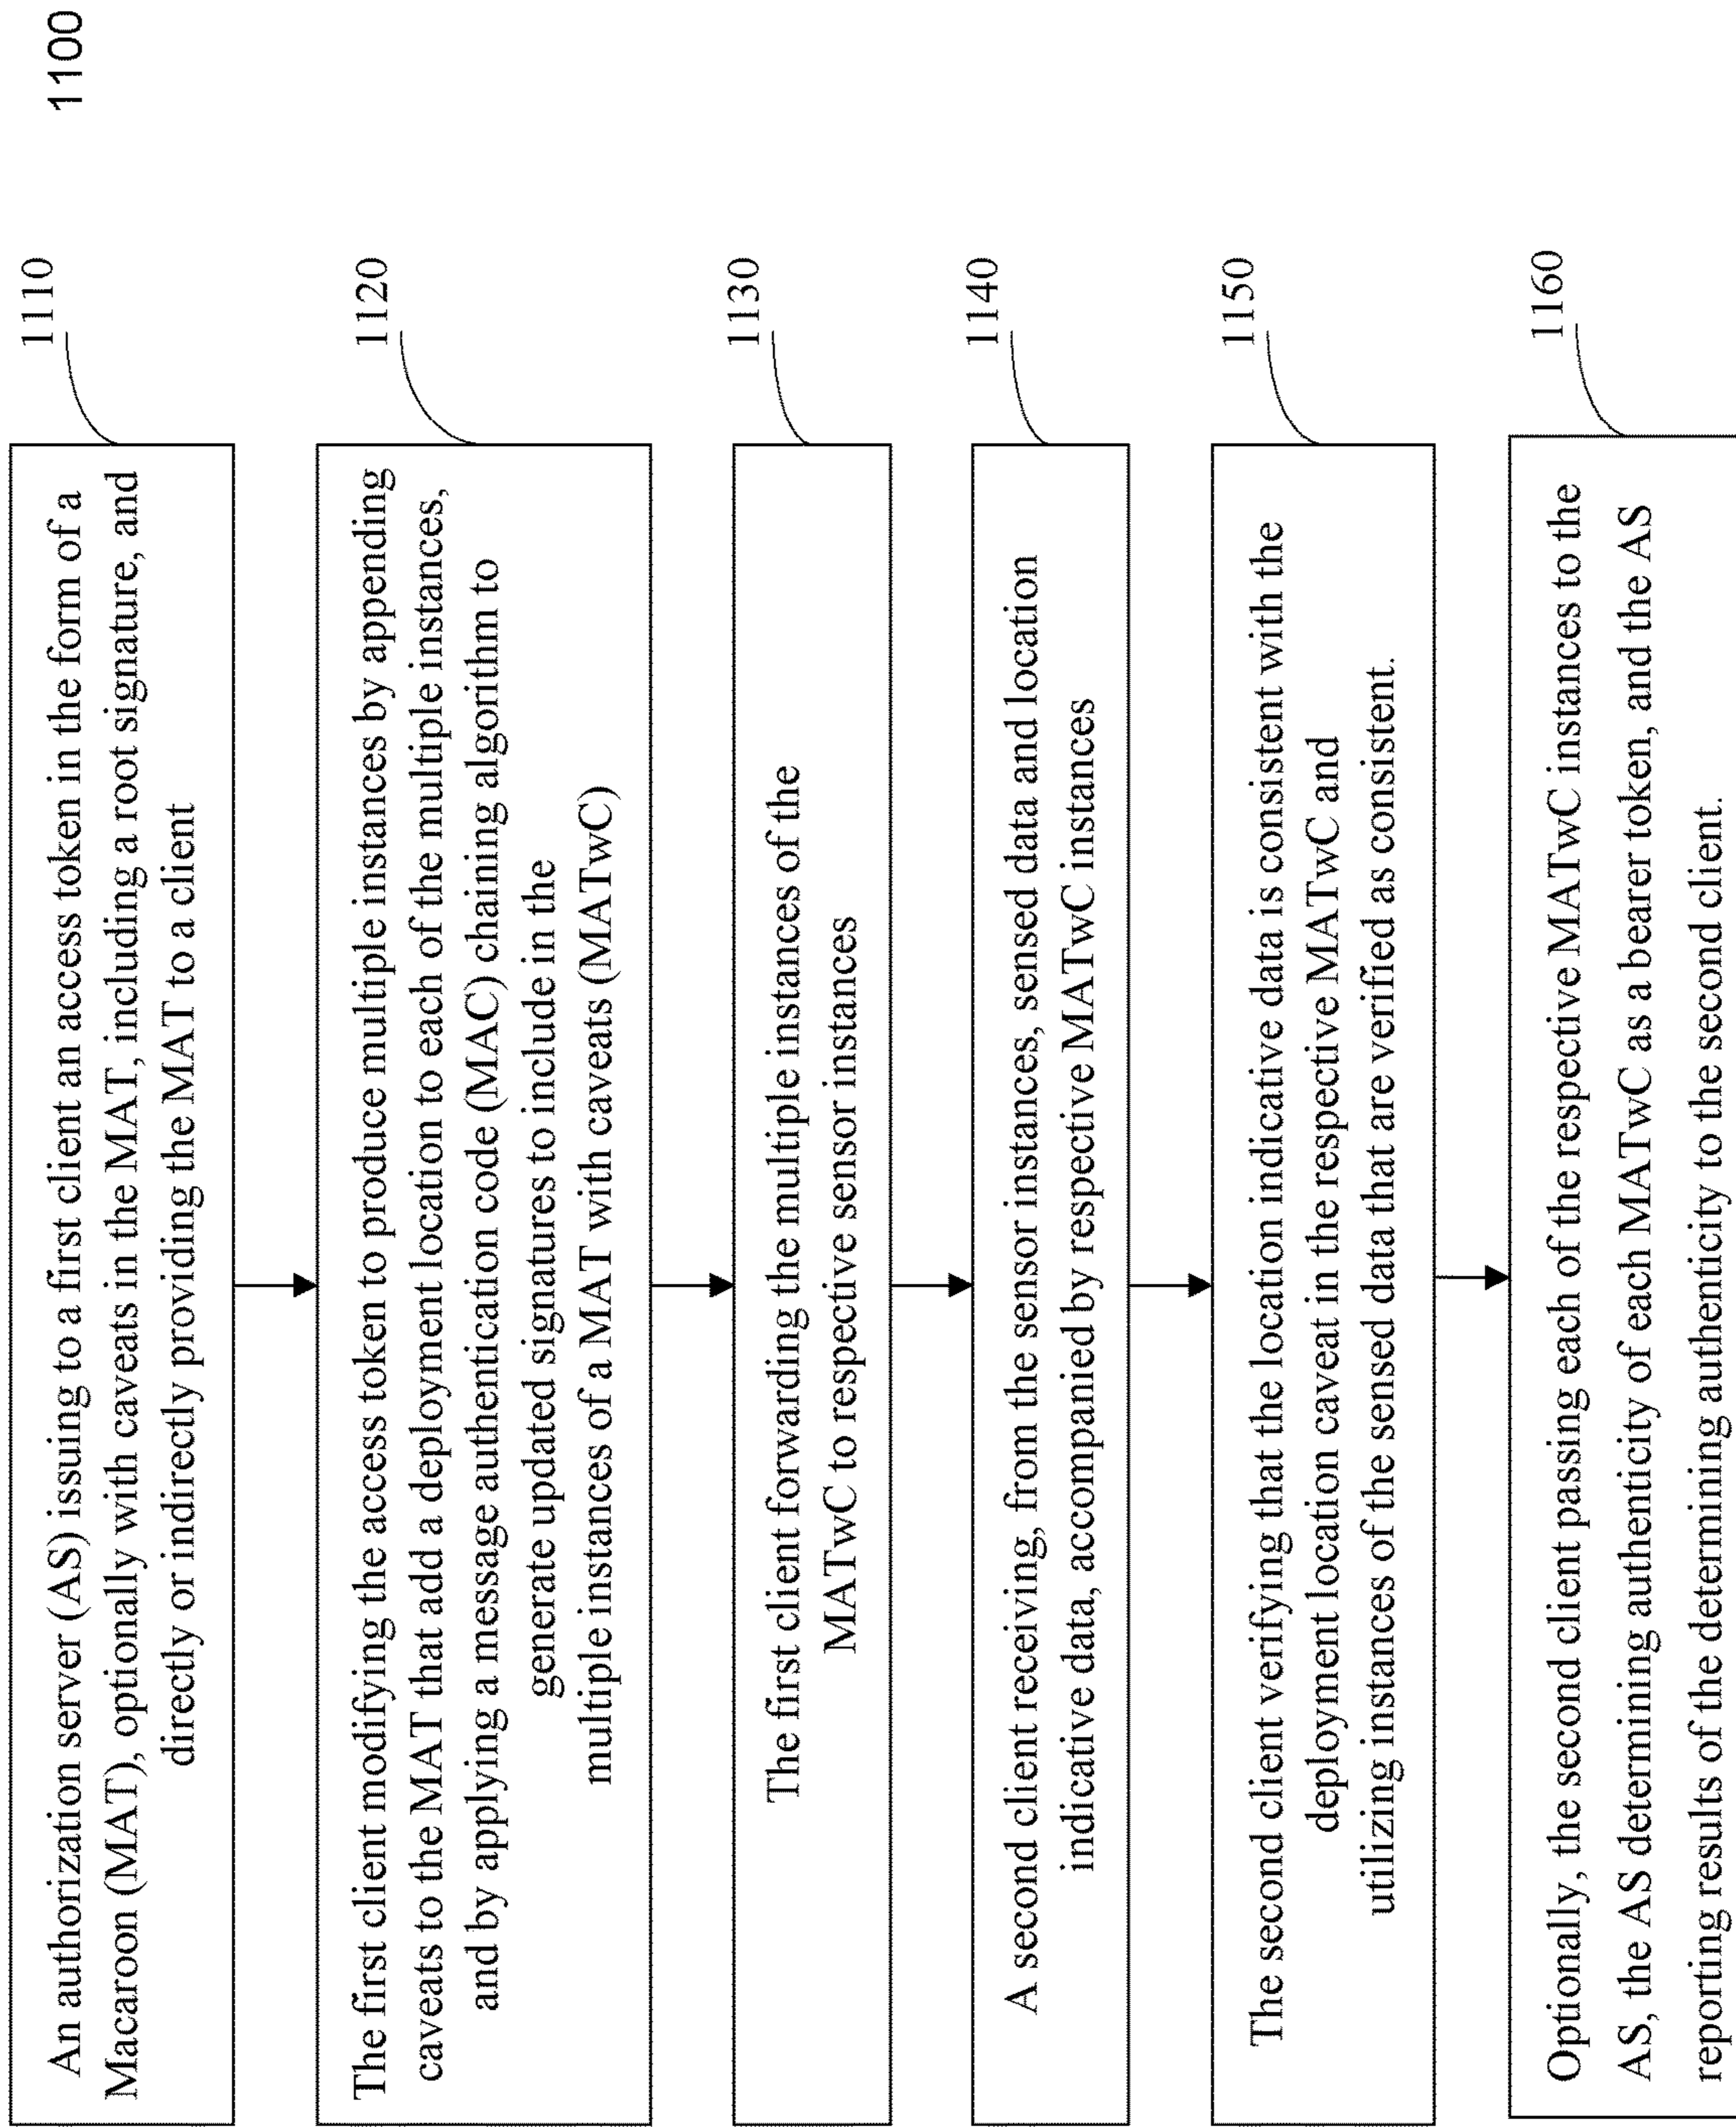 1100
1110
An authorization server (AS) issuing to a first client an access token in the form of a
Macaroon (MAT), optionally with caveats in the MAT, including a root signature, and
directly or indirectly providing the MAT to a client
1120
The first client modifying the access token to produce multiple instances by appending
caveats to the MAT that add a deployment location to each of the multiple instances,
and by applying a message authentication code (MAC) chaining algorithm to
generate updated signatures to include in the
multiple instances of a MAT with caveats (MATwC)
1130
The first client forwarding the multiple instances of the
MATwC to respective sensor instances
1140
A second client receiving, from the sensor instances, sensed data and location
indicative data, accompanied by respective MATwC instances
1150
The second client verifying that the location indicative data is consistent with the
deployment location caveat in the respective MATwC and
utilizing instances of the sensed data that are verified as consistent.
1160
Optionally, the second client passing each of the respective MATwC instances to the
AS, the AS determining authenticity of each MATwC as a bearer token, and the AS
reporting results of the determining authenticity to the second client.